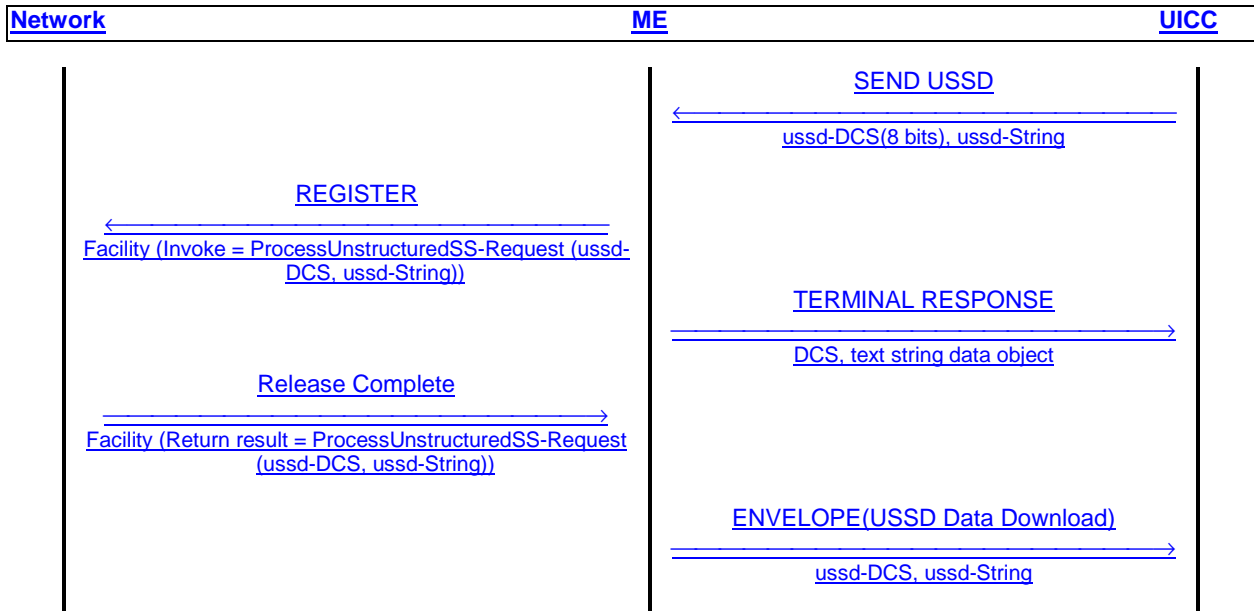 Network ME UICC
SEND USSD
ussd-DCS(8 bits), ussd-String
REGISTER
Facility (Invoke = ProcessUnstructuredSS-Request (ussd-
DCS, ussd-String))
TERMINAL RESPONSE
DCS, text string data object
Release Complete
Facility (Return result = ProcessUnstructuredSS-Request
(ussd-DCS, ussd-String))
ENVELOPE(USSD Data Download)
ussd-DCS, ussd-String